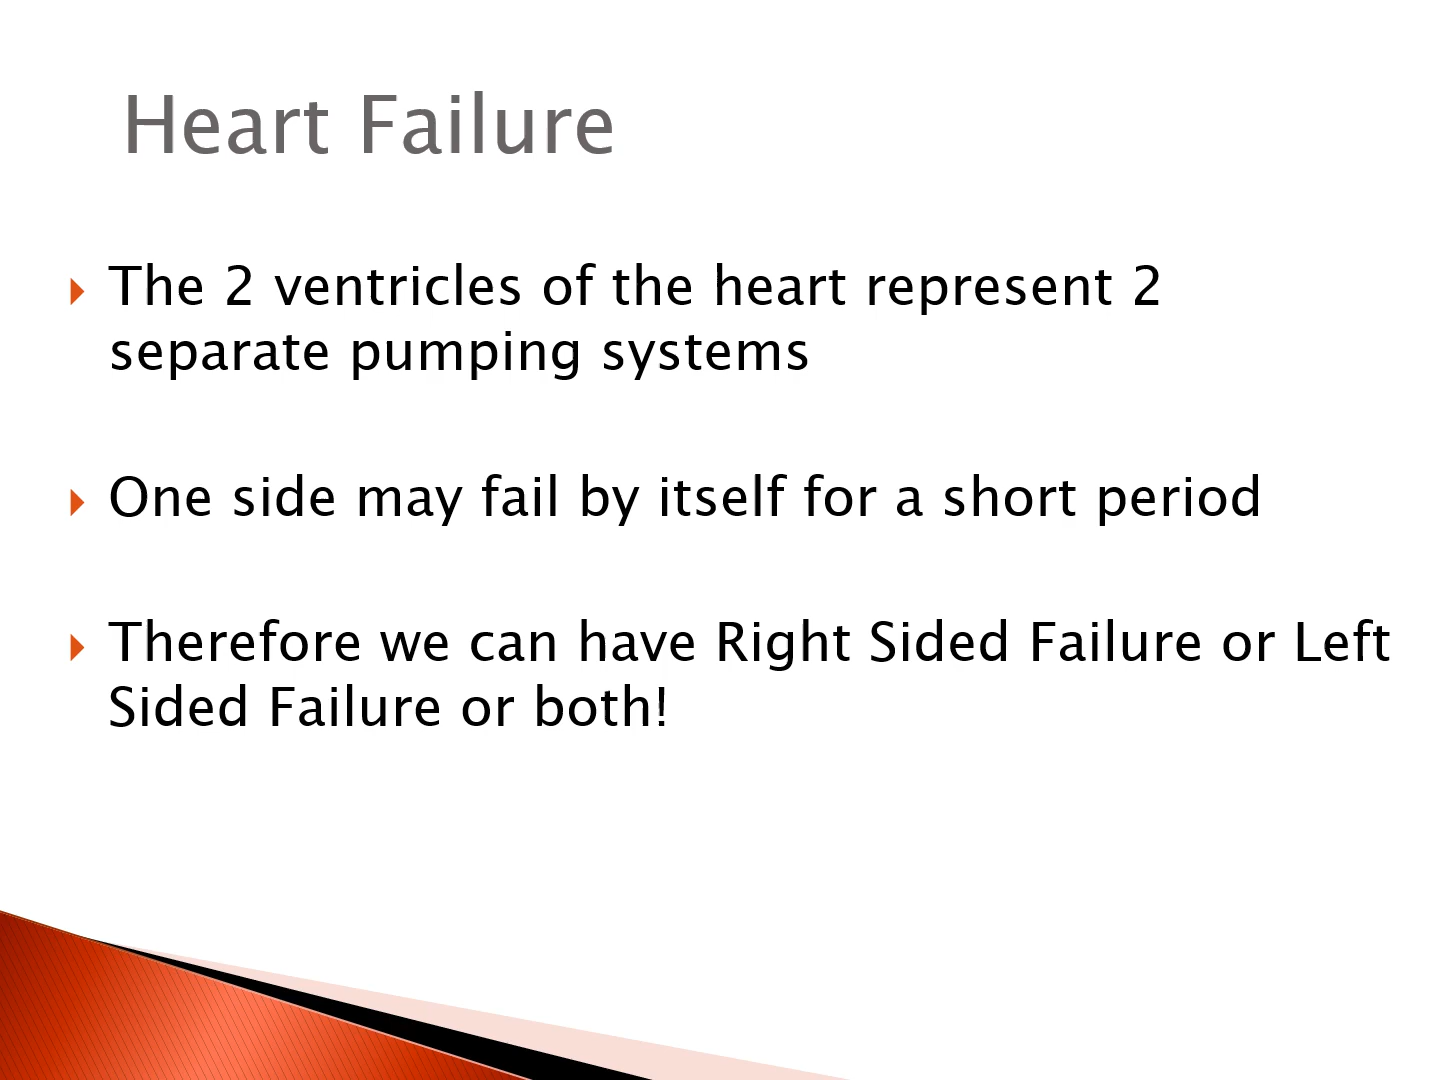 Heart Failure
The 2 ventricles of the heart represent 2
separate pumping systems
One side may fail by itself for a short period
Therefore we can have Right Sided Failure or Left
Sided Failure or both!